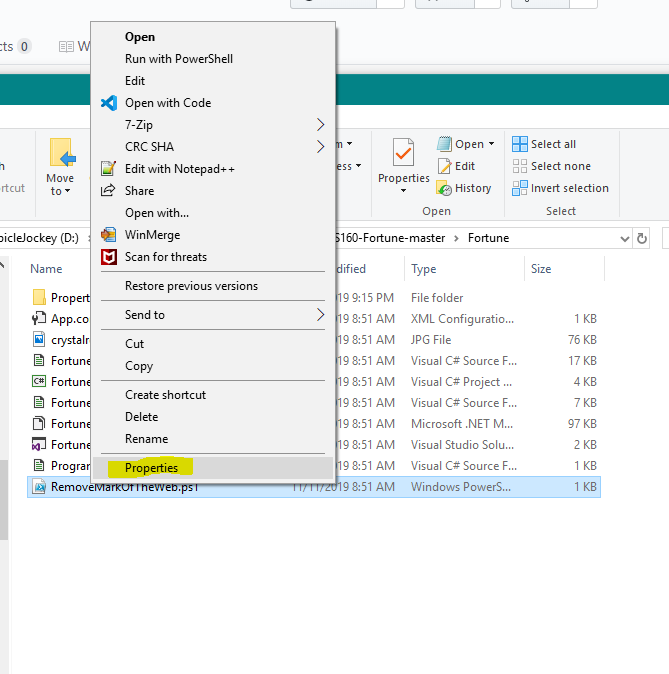 cts 0
W
Open
Run with PowerShell
Edit
Open with Code
7-Zip
CRC SHA
Edit with Notepad++
Share
Open with...
WinMerge
Scan for threats
Restore previous versions
Send to
Cut
Copy
Create shortcut
Delete
Rename
Properties
h
rtcut
Move
to
m
ss
Properties
Open
Edit
History
Open
Select all
Select none
Invert selection
Select
picleJockey (D:)
S160-Fortune-master > Fortune
Name
dified
Type
Size
Propert
019 9:15 PM
File folder
App.co
019 8:51 AM
XML Configuratio...
1 KB
crystalr
019 8:51 AM
JPG File
76 KB
Fortune
019 8:51 AM
Visual C# Source F...
17 KB
Fortune
019 8:51 AM
Visual C# Project ...
4 KB
Fortune
019 8:51 AM
Visual C# Source F...
7 KB
Fortune
019 8:51 AM
Microsoft .NET M...
97 KB
Fortune
019 8:51 AM
Visual Studio Solu...
2 KB
Program
019 8:51 AM
Visual C# Source F...
1 KB
RemoveMarkOfTheWeb.ps1
11/11/2019 8:51 AM
Windows PowerS...
1 KB